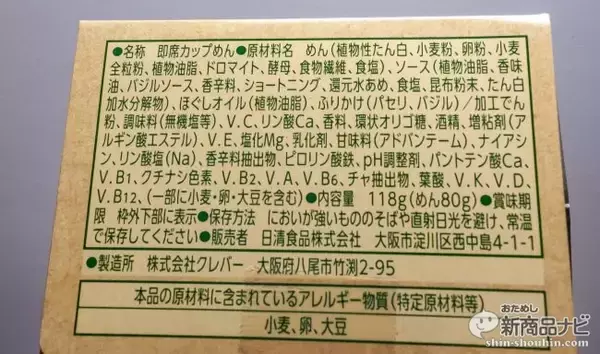 ●名称 即席カップめん●原材料名 めん(植物性たん白、小麦粉、卵粉、小麦
全粒粉、植物油脂、ドロマイト、酵母、食物繊維、食塩)、ソース(植物油脂、香味
油、バジルソース、香辛料、ショートニング、還元水あめ、食塩、昆布粉末、たん白
加水分解物)、ほぐしオイル(植物油脂)、ふりかけ(パセリ、バジル)/加工でん
粉、調味料(無機塩等)、V.C、リン酸Ca、香料、環状オリゴ糖、酒精、増粘剤(ア
ルギン酸エステル)、V.E、塩化Mg、乳化剤、甘味料(アドバンテーム)、ナイアシ
ン、リン酸塩(Na)、香辛料抽出物、ピロリン酸鉄、pH調整剤、パントテン酸Ca、
V.B1、クチナシ色素、V.B2、V.A、V.B6、チャ抽出物、葉酸、V.K、V.D、
V.B12、(一部に小麦・卵・大豆を含む)●内容量 118g(めん80g)●賞味期
限 枠外下部に表示●保存方法 においが強いもののそばや直射日光を避け、常温
で保存してください●販売者 日清食品株式会社 大阪市淀川区西中島4-1-1
●製造所 株式会社クレバー 大阪府八尾市竹渕2-95
本品の原材料に含まれているアレルギー物質(特定原材料等)
小麦、卵、大豆
おためし
新商品ナビ
shin-shouhin.com